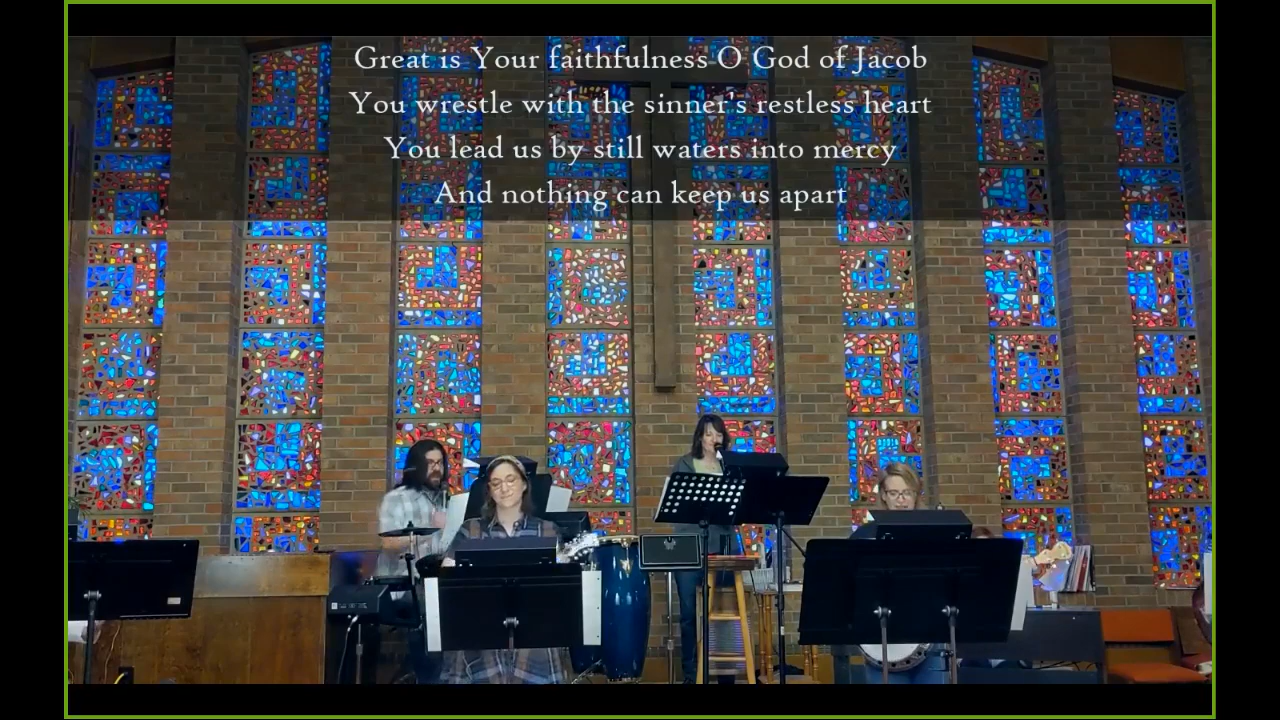 Great is Your faithfulness O God of Jacob
You wrestle with the sinner's restless heart
You lead us by still waters into mercy
And nothing can keep us apart